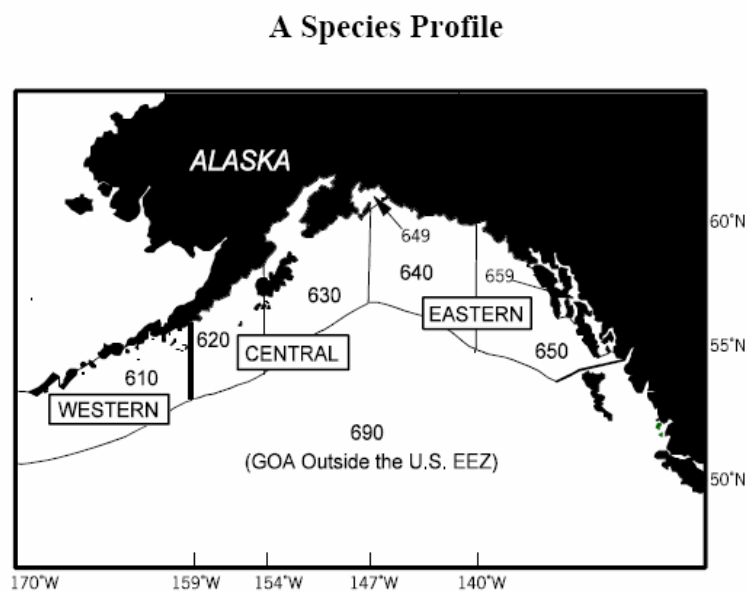 A Species Profile
ALASKA
60°N
649
640
659
630
EASTERN
620
CENTRAL
650
55°N
610
WESTERN
690
(GOA Outside the U.S. EEZ)
50°N
170°W 159°W 154°W 147°W 140°W